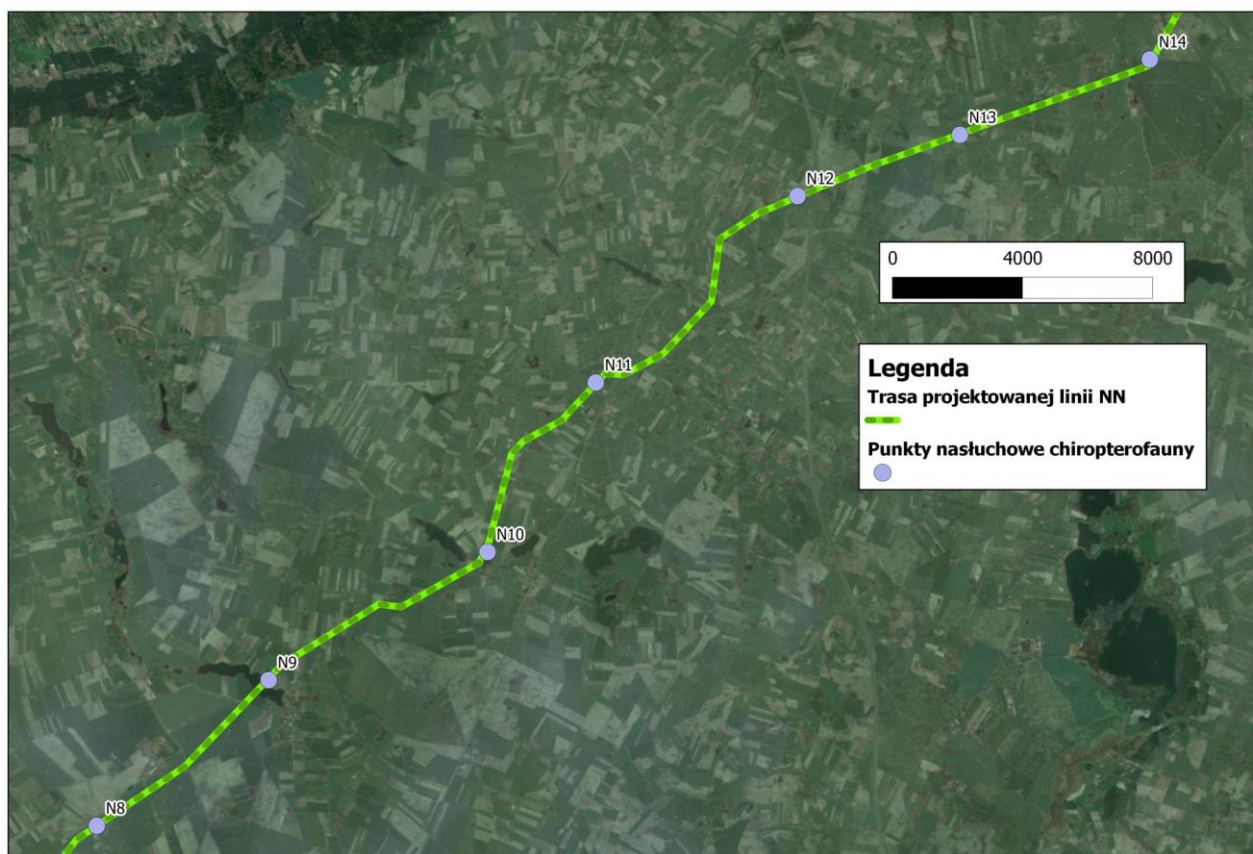 N14
N13
N12
0 4000 8000
N11
Legenda
Trasa projektowanej linii NN
Punkty nasłuchowe chiropterofauny
N10
N9
N8